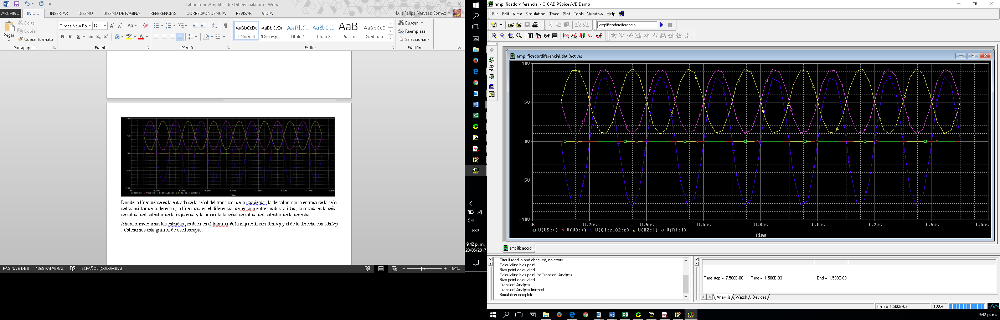 Laboratorio Amplificador Diferencial.docx - Word
ARCHIVO INICIO INSERTAR DISEÑO DISEÑO DE PÁGINA REFERENCIAS CORRESPONDENCIA REVISAR VISTA Luis Felipe Narvaez Gomez
Pegar
Cortar
Copiar
Copiar formato
Portapapeles
Times New Ro 12
N K S abc x₂ x²
Fuente
Párrafo
AaBbCcDc AaBbCcDc AaBbCc AaBbCcD AaBl AaBbCcC
¶ Normal ¶ Sin espa... Título 1 Título 2 Puesto Subtítulo
Estilos
Buscar
Reemplazar
Seleccionar
Edición
Donde la línea verde es la entrada de la señal del transistor de la izquierda , la de color rojo la entrada de la señal
del transistor de la derecha , la línea azul es el diferencial de tencion entre las dos salidas , la rozada es la señal
de salida del colector de la izquierda y la amarilla la señal de salida del colector de la derecha .
Ahora si invertimos las entradas , es decir en el transitor de la izquierda con 10mVp y el de la derecha con 50mVp
, obtenemos esta grafica de osciloscopio.
PÁGINA 6 DE 8 1365 PALABRAS ESPAÑOL (COLOMBIA) 84%
ESP
9:42 p. m.
20/05/2017
amplificadordiferencial - OrCAD PSpice A/D Demo
File Edit View Simulation Trace Plot Tools Window Help
amplificadordiferencial
amplificadordiferencial.dat (active)
10V
5V
0V
-5V
-10V
0s 0.2ms 0.4ms 0.6ms 0.8ms 1.0ms 1.2ms 1.4ms 1.6ms
V(V5:+) V(V3:+) V(Q1:c,Q2:c) V(R2:1) V(R1:1)
Time
amplificadord...
Circuit read in and checked, no errors
Calculating bias point
Bias point calculated
Calculating bias point for Transient Analysis
Bias point calculated
Transient Analysis
Transient Analysis finished
Simulation complete
Time step = 7.508E-06 Time = 1.500E-03 End = 1.500E-03
Analysis Watch Devices
Time= 1.500E-03 100%
9:42 p. m.